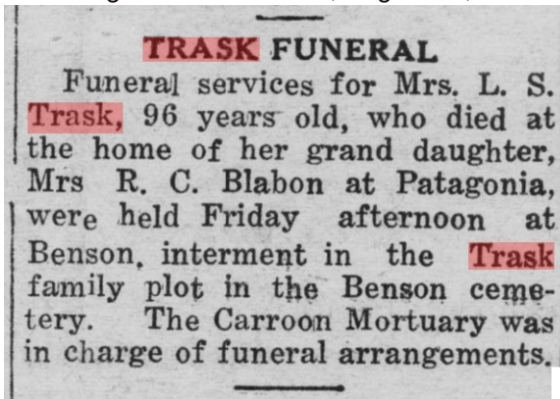 TRASK FUNERAL
Funeral services for Mrs. L. S.
Trask, 96 years old, who died at
the home of her grand daughter,
Mrs R. C. Blabon at Patagonia,
were held Friday afternoon at
Benson, interment in the Trask
family plot in the Benson ceme-
tery. The Carroon Mortuary was
in charge of funeral arrangements.